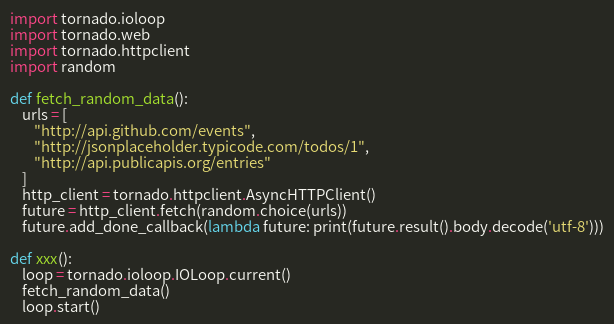 import tornado.ioloop
import tornado.web
import tornado.httpclient
import random
def fetch_random_data():
urls = [
"http://api.github.com/events",
"http://jsonplaceholder.typicode.com/todos/1",
"http://api.publicapis.org/entries"
]
http_client = tornado.httpclient.AsyncHTTPClient()
future = http_client.fetch(random.choice(urls))
future.add_done_callback(lambda future: print(future.result().body.decode('utf-8')))
def xxx():
loop = tornado.ioloop.IOLoop.current()
fetch_random_data()
loop.start()